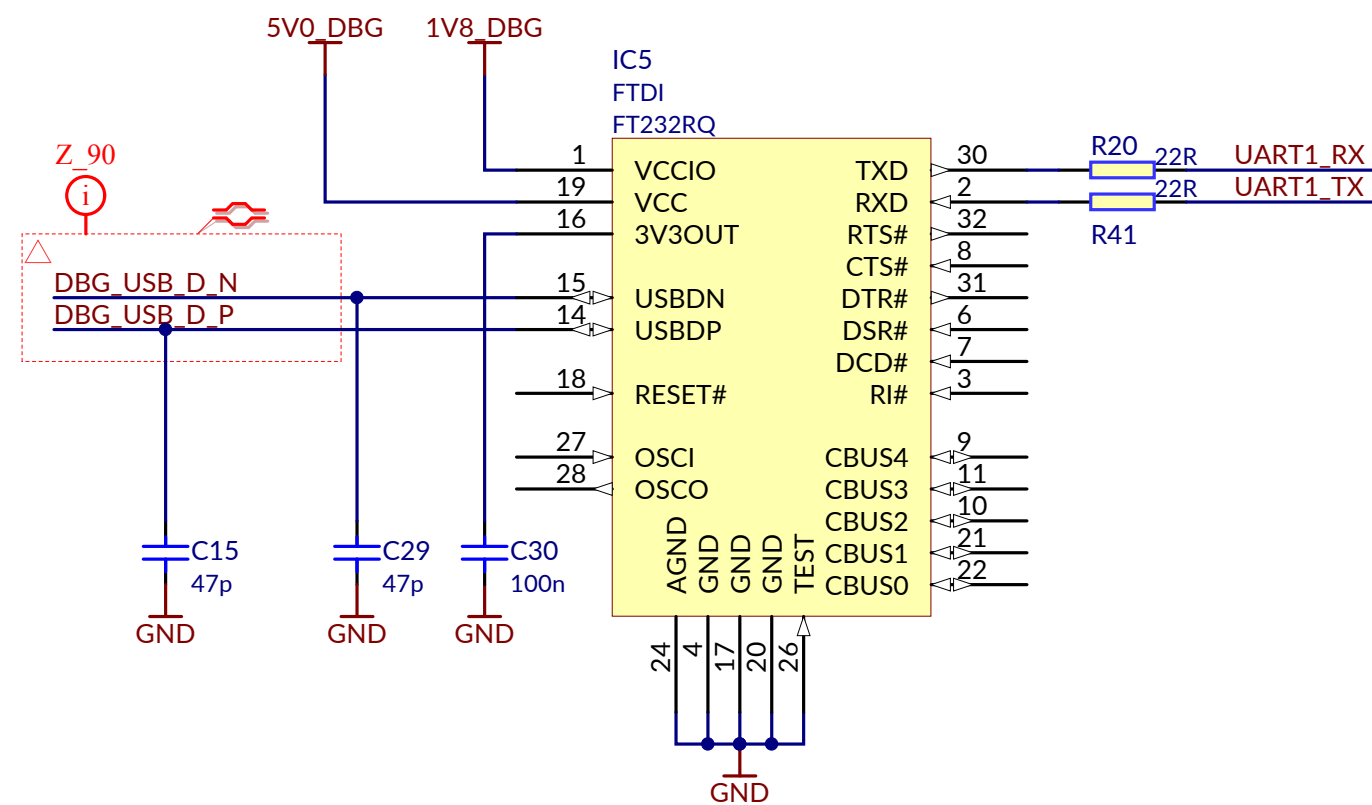 5V0_DBG
1V8_DBG
IC5
FTDI
FT232RQ
Z_90
i
DBG_USB_D_N
DBG_USB_D_P
1
VCCIO
19
VCC
16
3V3OUT
15
USBDN
14
USBDP
18
RESET#
27
OSCI
28
OSCO
TXD
30
RXD
2
RTS#
32
CTS#
8
DTR#
31
DSR#
6
DCD#
7
RI#
3
CBUS4
9
CBUS3
11
CBUS2
10
CBUS1
21
CBUS0
22
R20
22R
UART1_RX
22R
UART1_TX
R41
AGND
GND
GND
GND
TEST
24
4
17
20
26
GND
C15
47p
GND
C29
47p
GND
C30
100n
GND